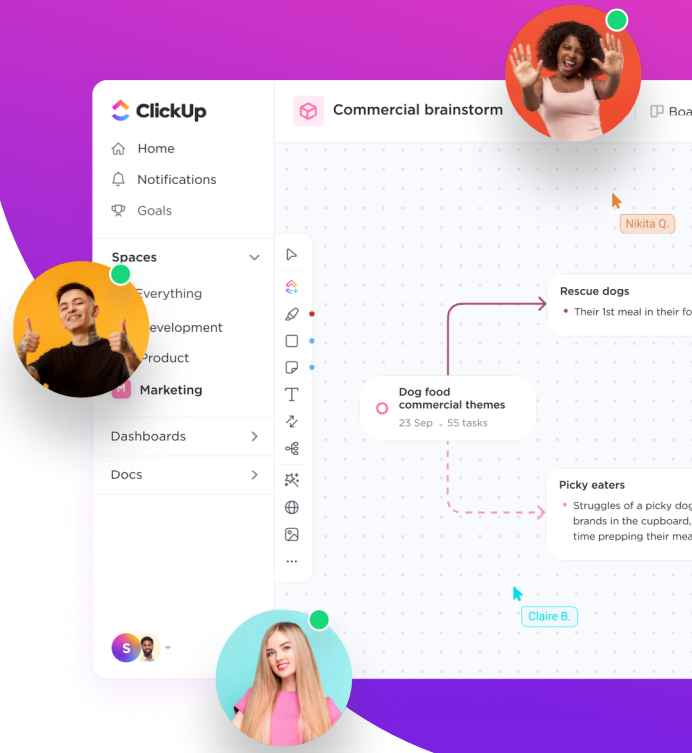 ClickUp
Commercial brainstorm
Boa
Home
Notifications
Goals
Nikita Q.
Spaces
Everything
evelopment
Product
M Marketing
Dashboards
Docs
T
Rescue dogs
• Their 1st meal in their fo
Dog food
commercial themes
23 Sep . 55 tasks
Picky eaters
• Struggles of a picky dog
brands in the cupboard,
time prepping their mea
Claire B.
S